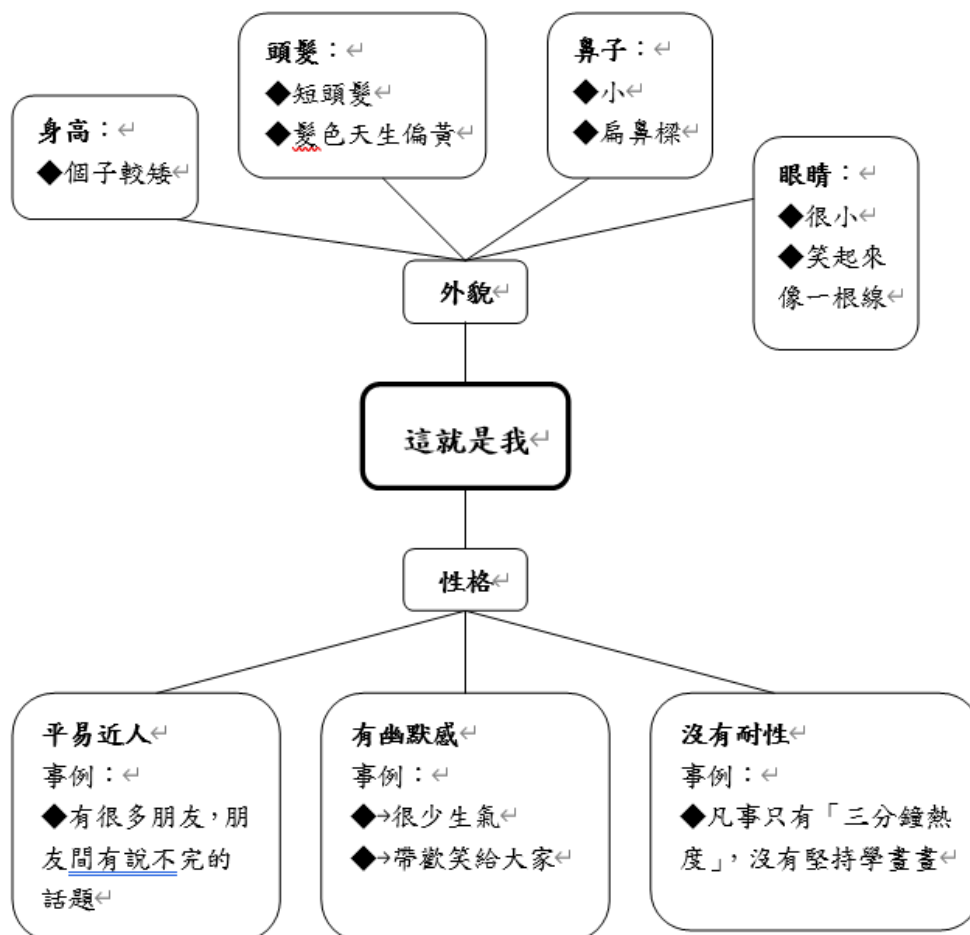 身高：
◆個子較矮
頭髮：
◆短頭髮
◆髮色天生偏黃
鼻子：
◆小
◆扁鼻樑
眼睛：
◆很小
◆笑起來
像一根線
外貌
這就是我
性格
平易近人
事例：
◆有很多朋友，朋
友間有說不完的
話題
有幽默感
事例：
◆→很少生氣
◆→帶歡笑給大家
沒有耐性
事例：
◆凡事只有「三分鐘熱
度」，沒有堅持學畫畫